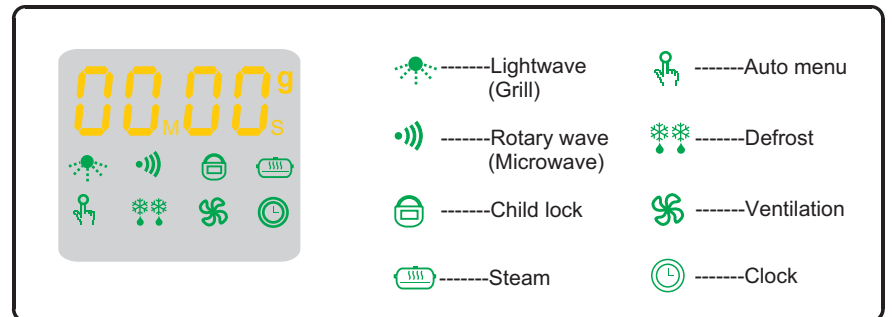 00.00g
M S
-------Lightwave
(Grill)
-------Rotary wave
(Microwave)
-------Child lock
-------Steam
-------Auto menu
-------Defrost
-------Ventilation
-------Clock